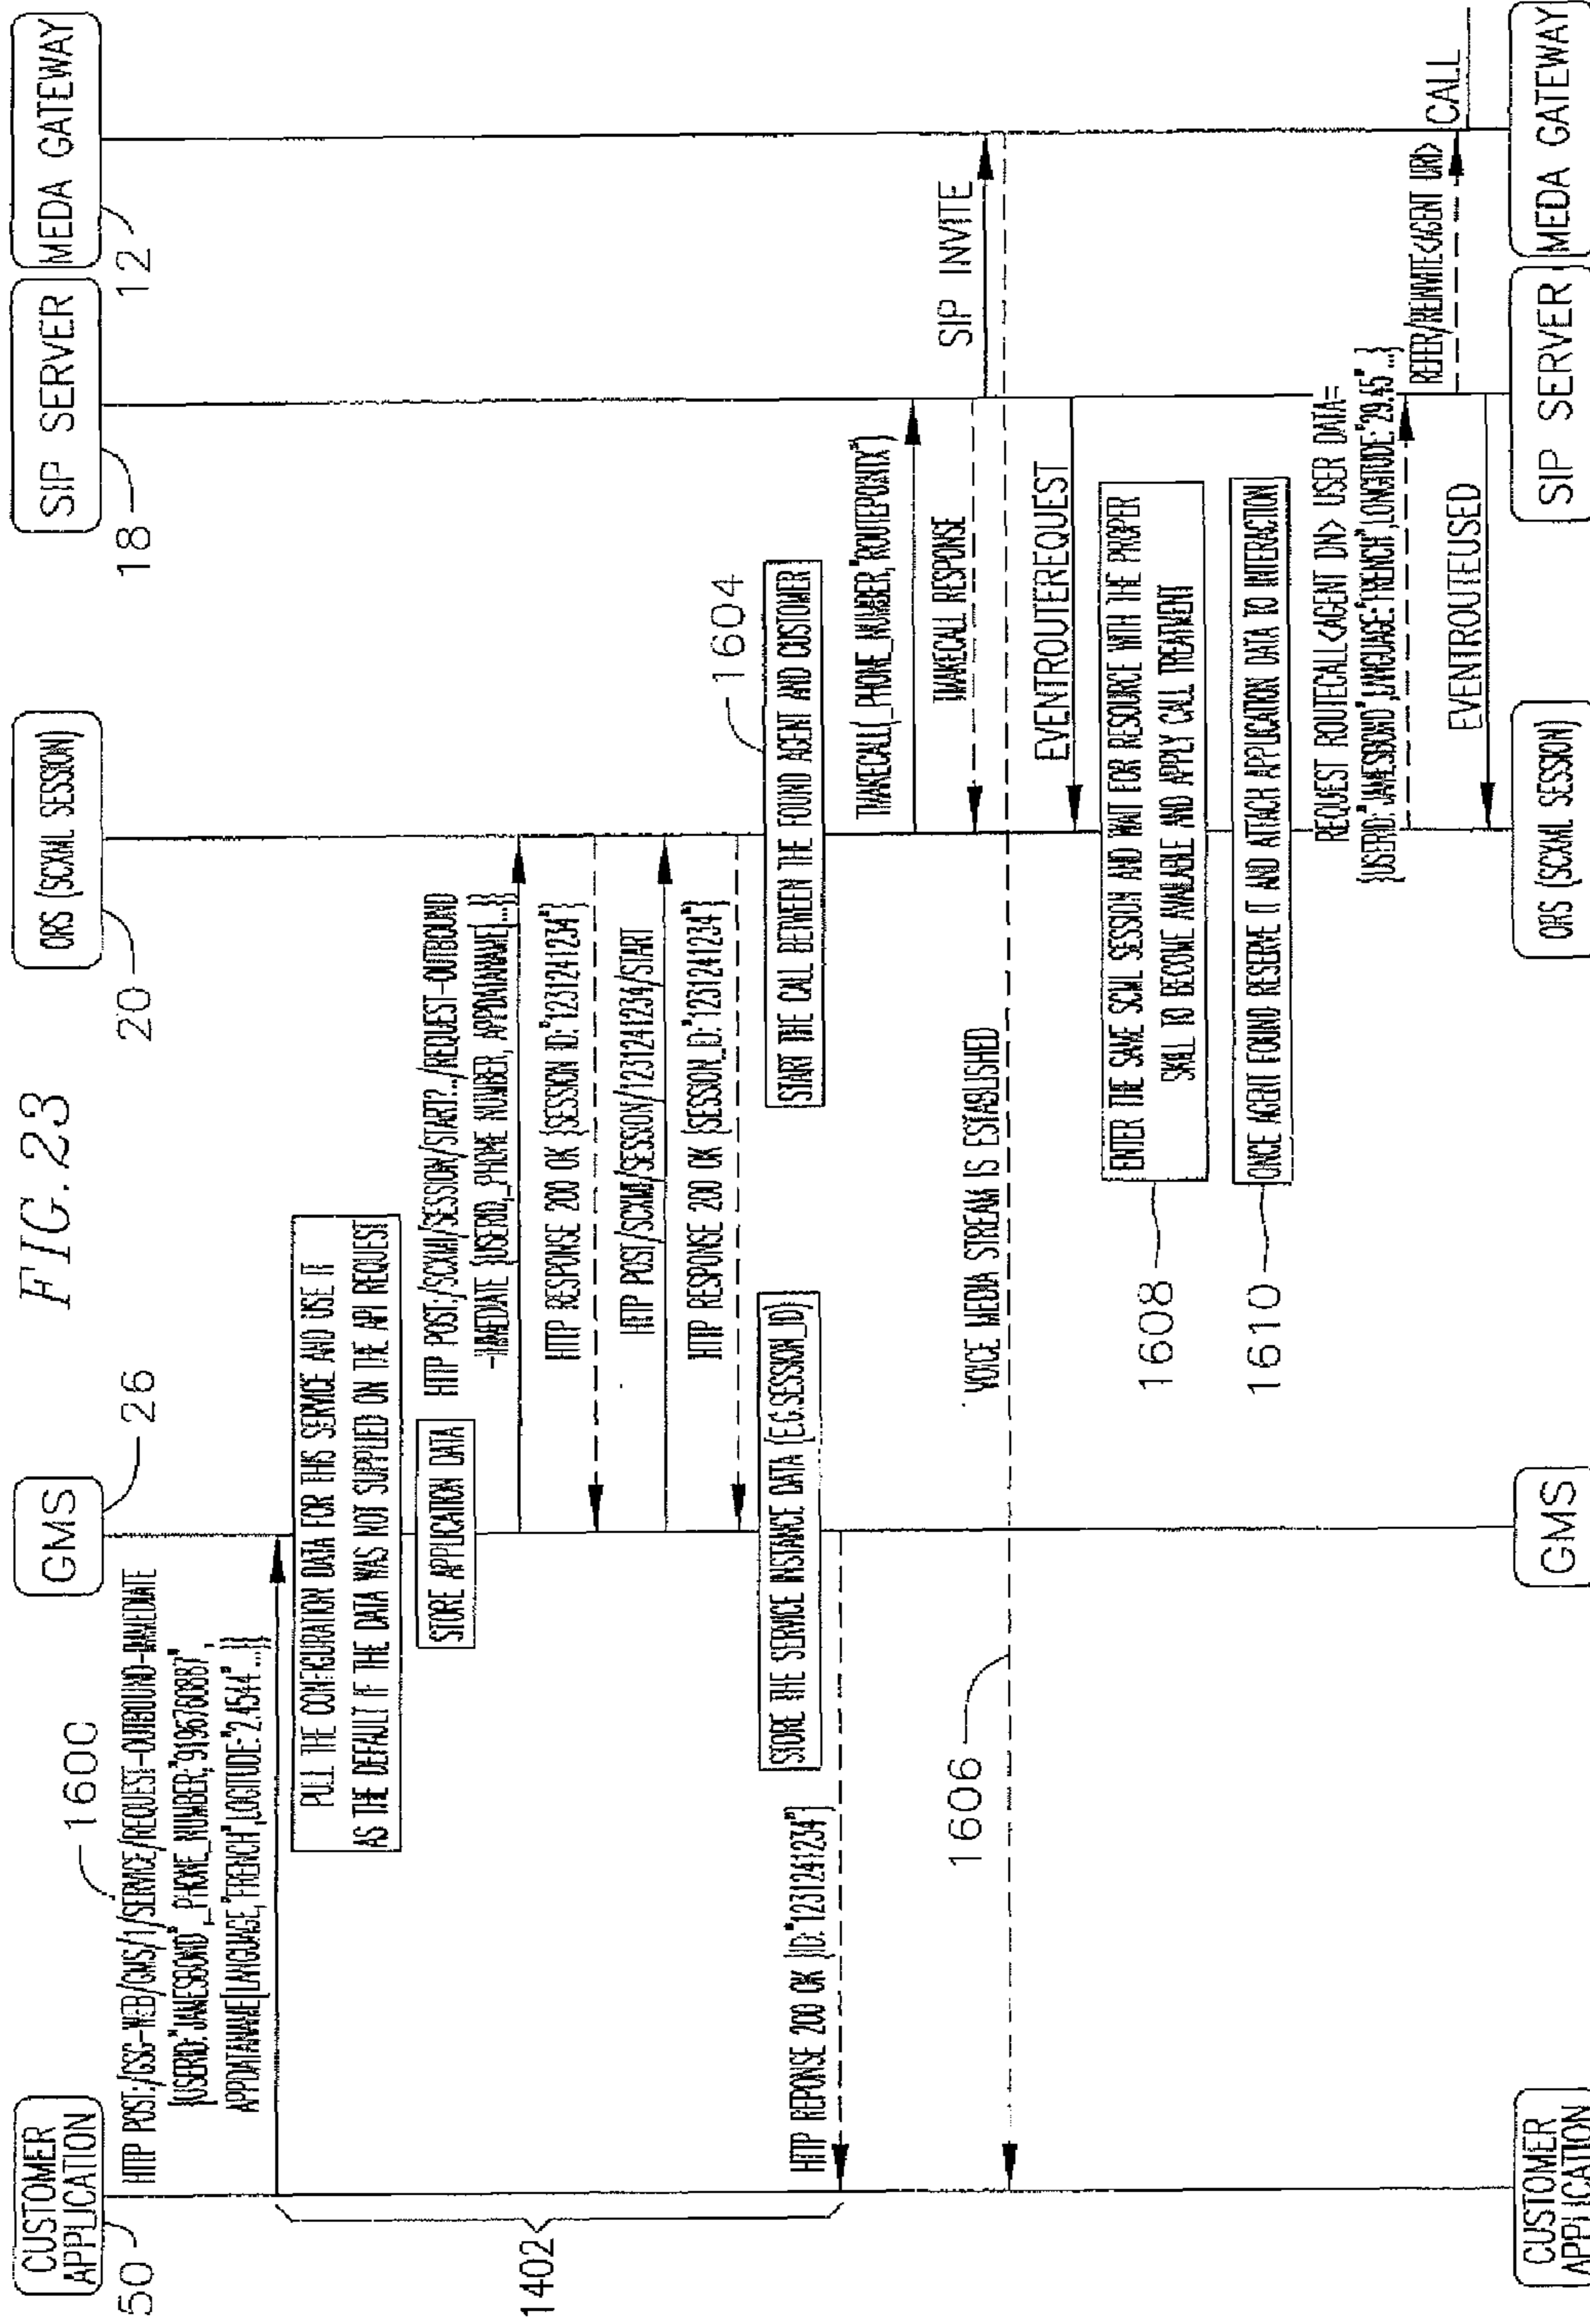 FIG. 23
CUSTOMER
APPLICATION
50
GMS
26
ORS (SCXML SESSION)
20
SIP SERVER
18
MEDA GATEWAY
12
1600
HTTP POST:/GSG-WEB/GMS/1/SERVICE/REQUEST-OUTBOUND-IMMEDIATE
{USERID:"JAMESBOND",_PHONE_NUMBER;"9196760887",
APPDATANAME[LANGUAGE,"FRENCH",LOGITUDE:"2.4544"...}}
1402
PULL THE CONFIGURATION DATA FOR THIS SERVICE AND USE IT
AS THE DEFAULT IF THE DATA WAS NOT SUPPLIED ON THE API REQUEST
STORE APPLICATION DATA
HTTP POST:/SCXML/SESSION/START?../REQUEST-OUTBOUND
-IMMEDIATE {USERID,_PHONE NUMBER, APPDATANAME[...}}
HTTP RESPONSE 200 OK {SESSION ID:"1231241234"}
HTTP POST/SCXML/SESSION/1231241234/START
HTTP RESPONSE 200 OK {SESSION_ID:"1231241234"}
STORE THE SERVICE INSTANCE DATA (E.G.SESSION_ID)
START THE CALL BETWEEN THE FOUND AGENT AND CUSTOMER
1604
HTTP REPONSE 200 OK }ID:"1231241234"}
TMAKECALL(_PHONE_NUMBER,"ROUTEPOINTX")
TMAKECALL RESPONSE
SIP INVITE
1606
VOICE MEDIA STREAM IS ESTABLISHED
EVENTROUTEREQUEST
ENTER THE SAME SCML SESSION AND WAIT FOR RESOURCE WITH THE PROPER
SKILL TO BECOME AVAILABLE AND APPLY CALL TREATMENT
1608
ONCE AGENT FOUND RESERVE IT AND ATTACH APPLICATION DATA TO INTERACTION
1610
REQUEST ROUTECALL<AGENT DN> USER DATA=
{USERID:"JAMESBOND",LANGUAGE:"FRENCH",LONGITUDE:"29.45"...}
REFER/REINVITE<AGENT URI>
CALL
EVENTROUTEUSED
CUSTOMER
APPLICATION
GMS
ORS (SCXML SESSION)
SIP SERVER
MEDA GATEWAY